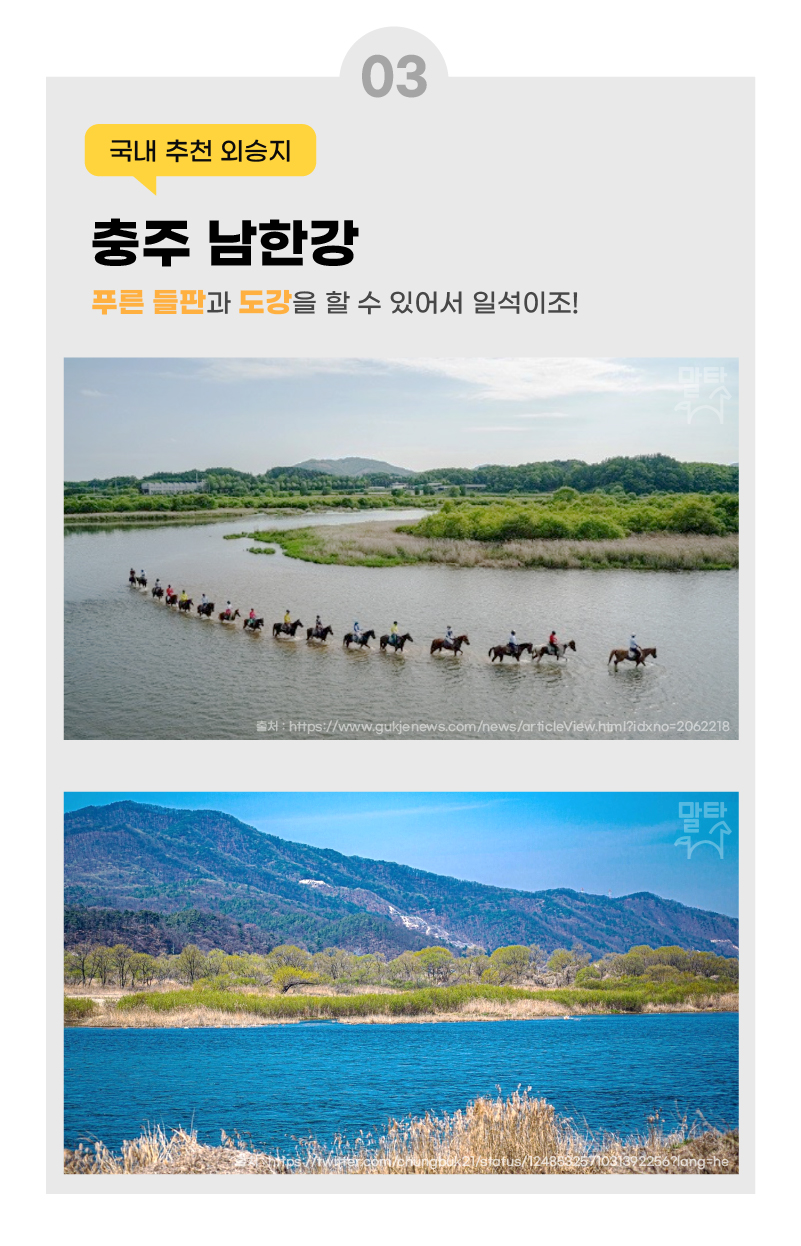 03
국내 추천 외승지
충주 남한강
푸른 들판과 도강을 할 수 있어서 일석이조!
말타
출처 : https://www.gukjenews.com/news/articleView.html?idxno=2062218
말타
출처 : https://twitter.com/chungbuk21/status/1248532571031392256?lang=he